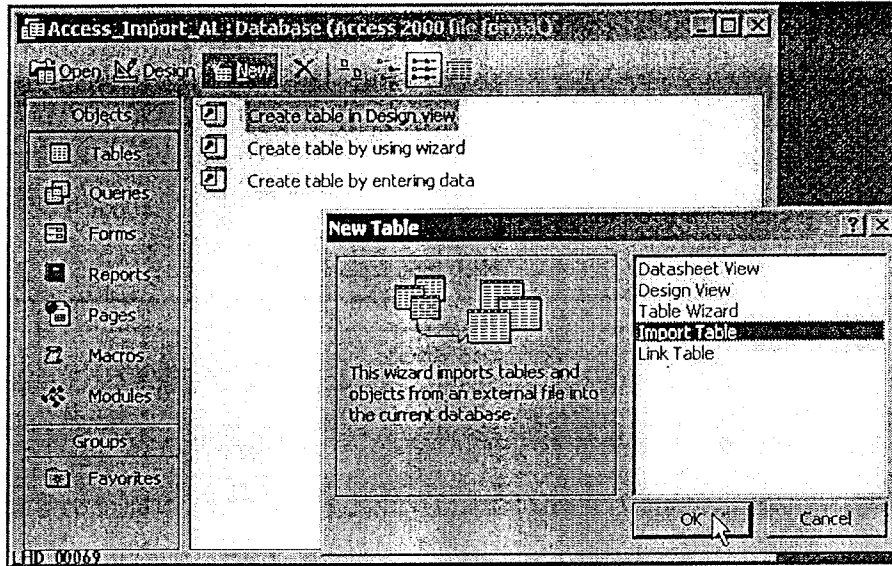 Access_Import_AL : Database (Access 2000 file format)
Open Design New
Objects
Tables
Queries
Forms
Reports
Pages
Macros
Modules
Groups
Favorites
Create table in Design view
Create table by using wizard
Create table by entering data
New Table
This wizard imports tables and
objects from an external file into
the current database.
Datasheet View
Design View
Table Wizard
Import Table
Link Table
OK Cancel
LHD 00069